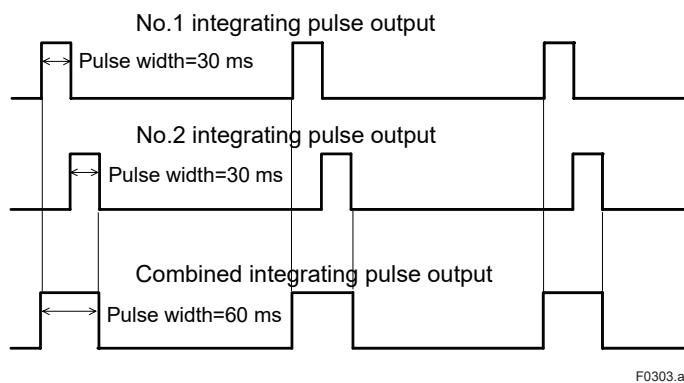 No.1 integrating pulse output
Pulse width=30 ms
No.2 integrating pulse output
Pulse width=30 ms
Combined integrating pulse output
Pulse width=60 ms
F0303.a